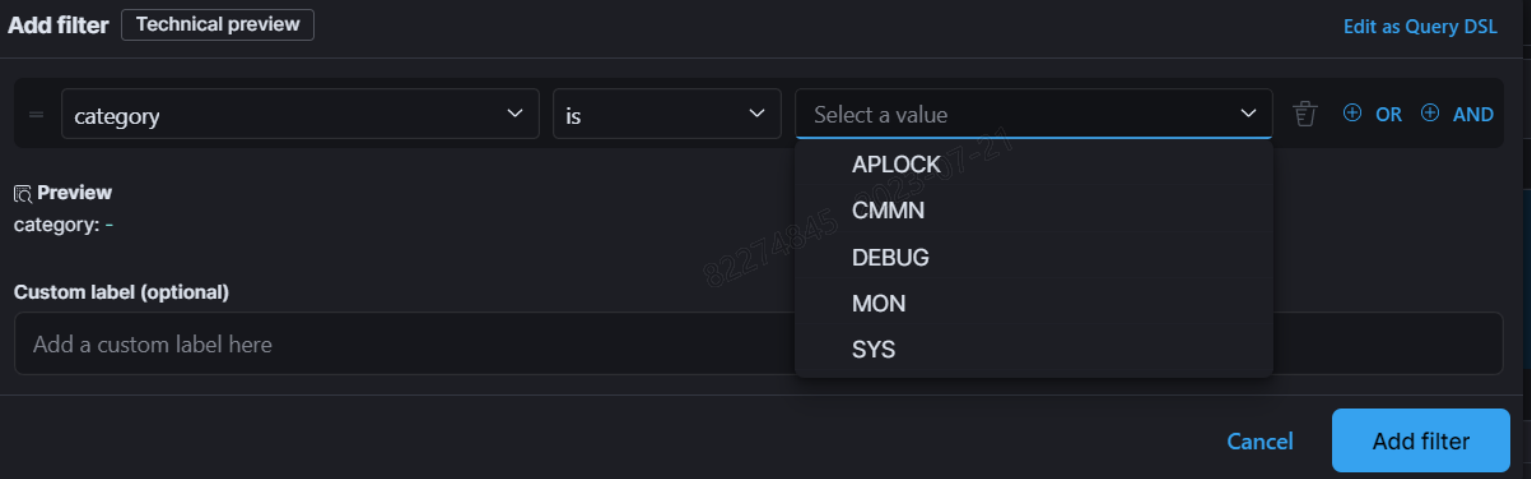 Add filter Technical preview Edit as Query DSL
category is Select a value OR AND
APLOCK
Preview
CMMN
category: -
DEBUG
Custom label (optional)
MON
Add a custom label here
SYS
Cancel Add filter
82274845 2023-07-21